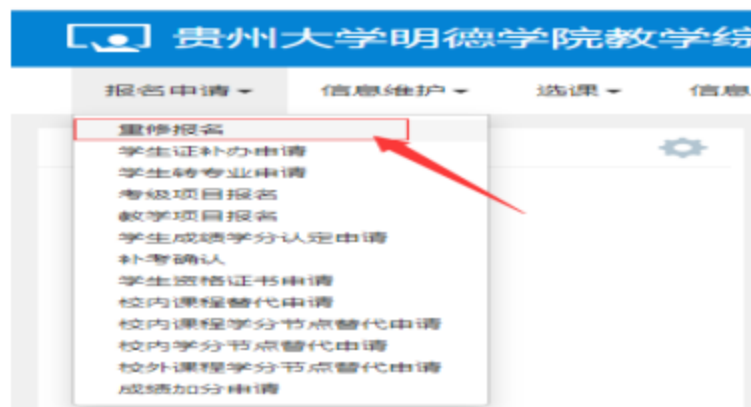 贵州大学明德学院教学综
报名申请 信息维护 选课 信息
重修报名
学生证补办申请
学生转专业申请
考级项目报名
教学项目报名
学生成绩学分认定申请
补考确认
学生资格证书申请
校内课程替代申请
校内课程学分节点替代申请
校内学分节点替代申请
校外课程学分节点替代申请
成绩加分申请